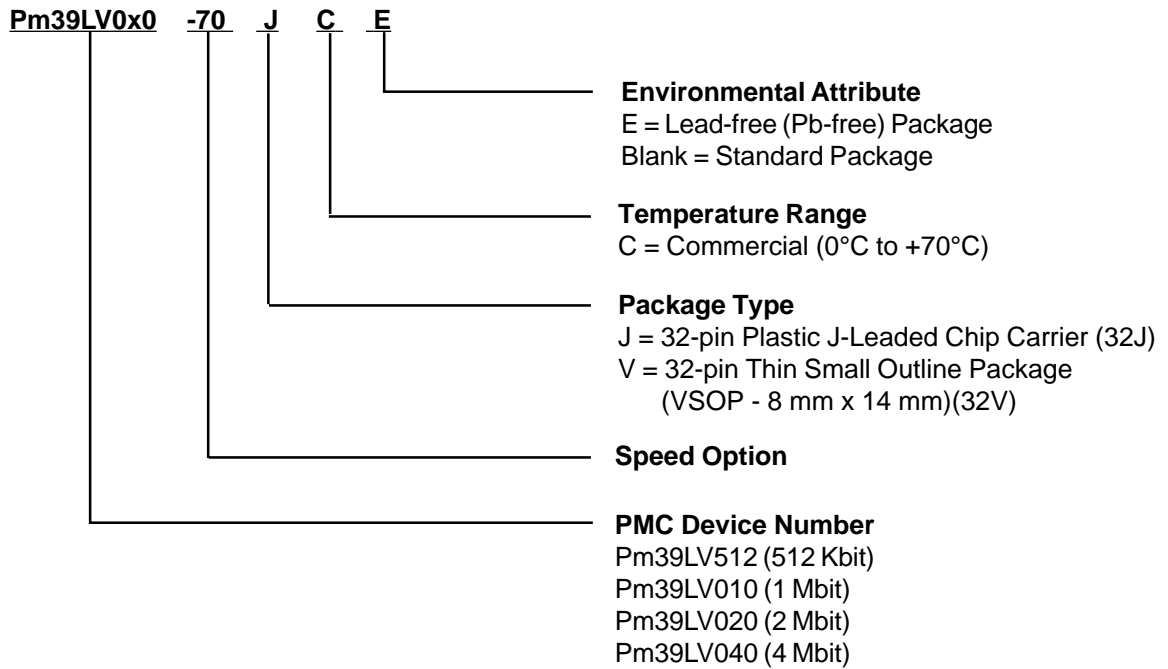 Pm39LV0x0 -70 J C E
Environmental Attribute
E = Lead-free (Pb-free) Package
Blank = Standard Package
Temperature Range
C = Commercial (0°C to +70°C)
Package Type
J = 32-pin Plastic J-Leaded Chip Carrier (32J)
V = 32-pin Thin Small Outline Package
(VSOP - 8 mm x 14 mm)(32V)
Speed Option
PMC Device Number
Pm39LV512 (512 Kbit)
Pm39LV010 (1 Mbit)
Pm39LV020 (2 Mbit)
Pm39LV040 (4 Mbit)